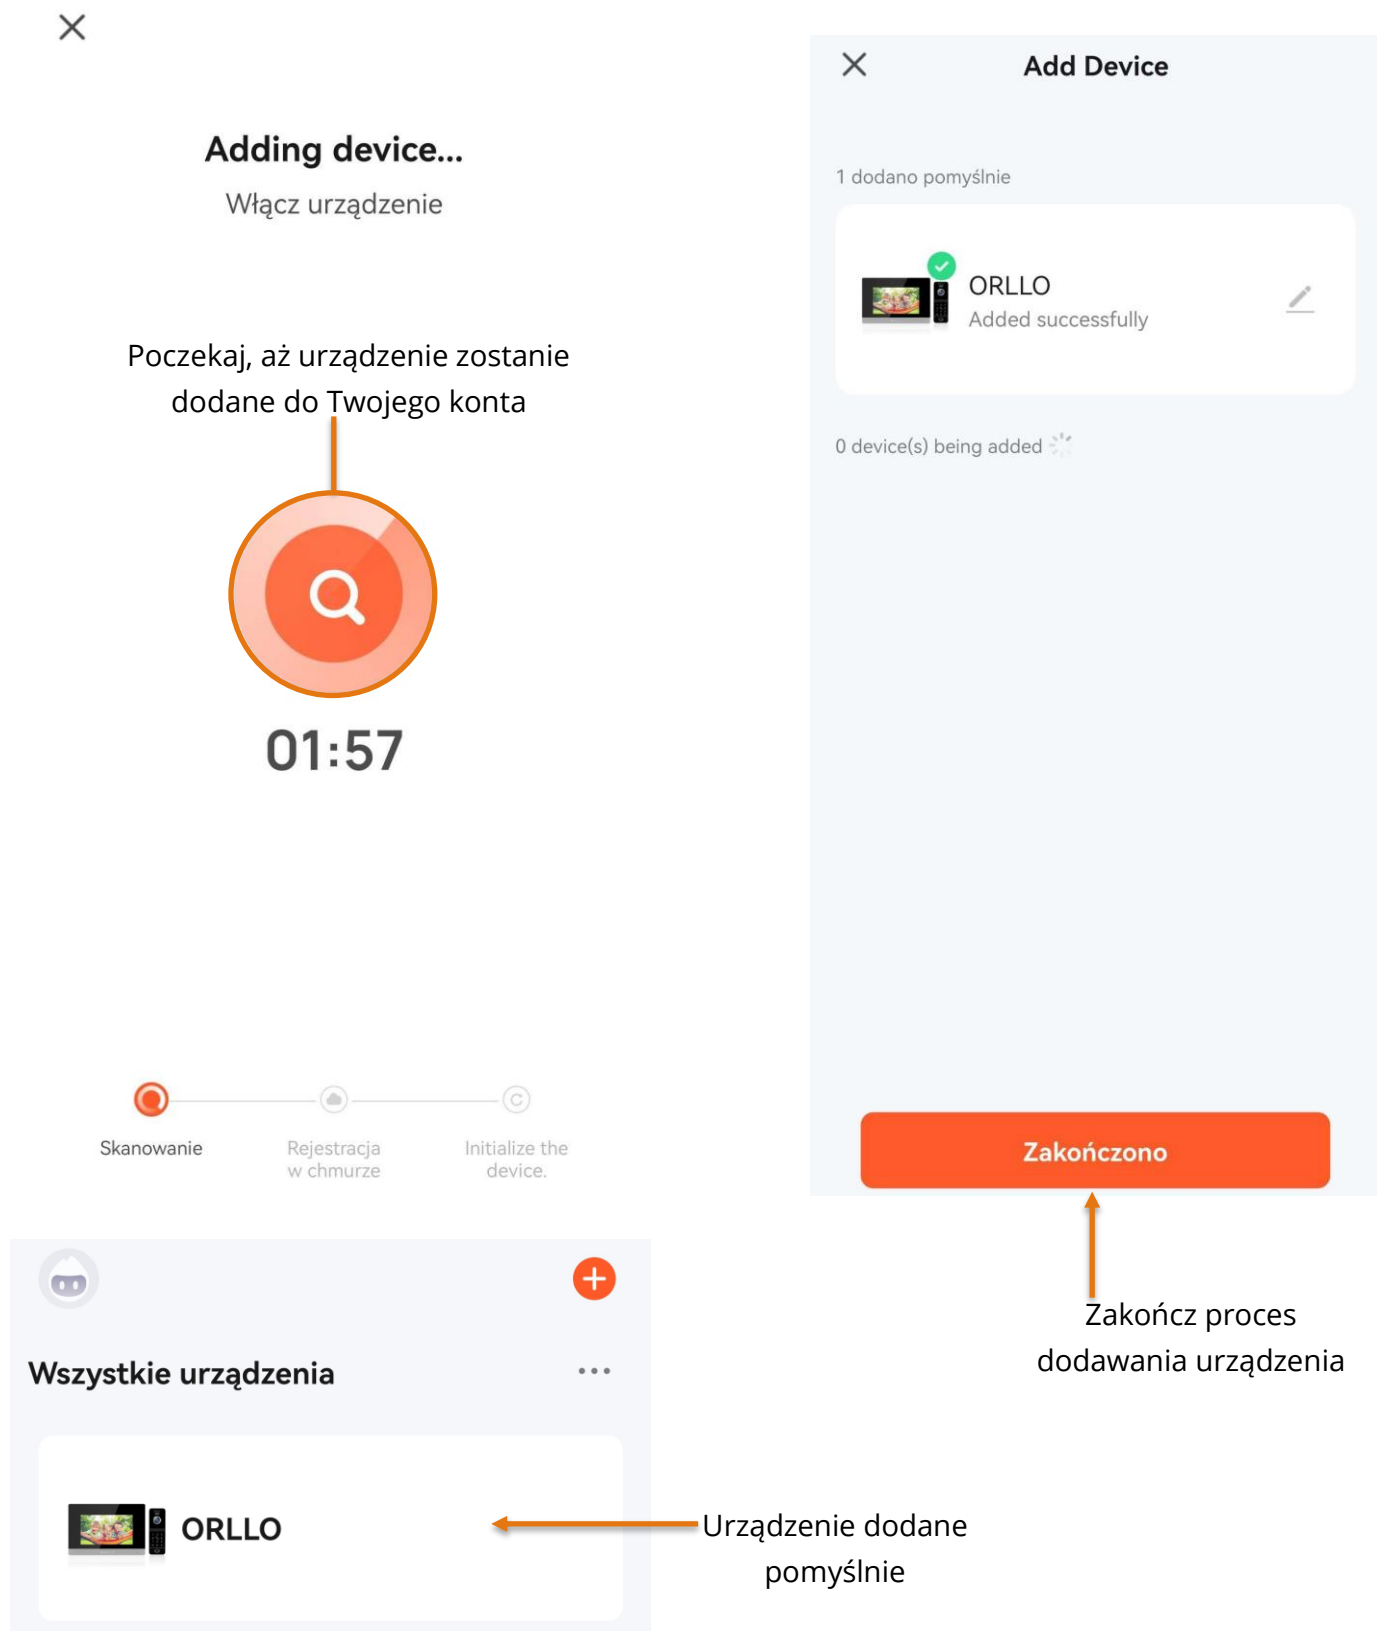 Adding device...
Włącz urządzenie
Poczekaj, aż urządzenie zostanie
dodane do Twojego konta
01:57
Skanowanie
Rejestracja
w chmurze
Initialize the
device.
Add Device
1 dodano pomyślnie
ORLLO
Added successfully
0 device(s) being added
Zakończono
Zakończ proces
dodawania urządzenia
Wszystkie urządzenia
ORLLO
Urządzenie dodane
pomyślnie